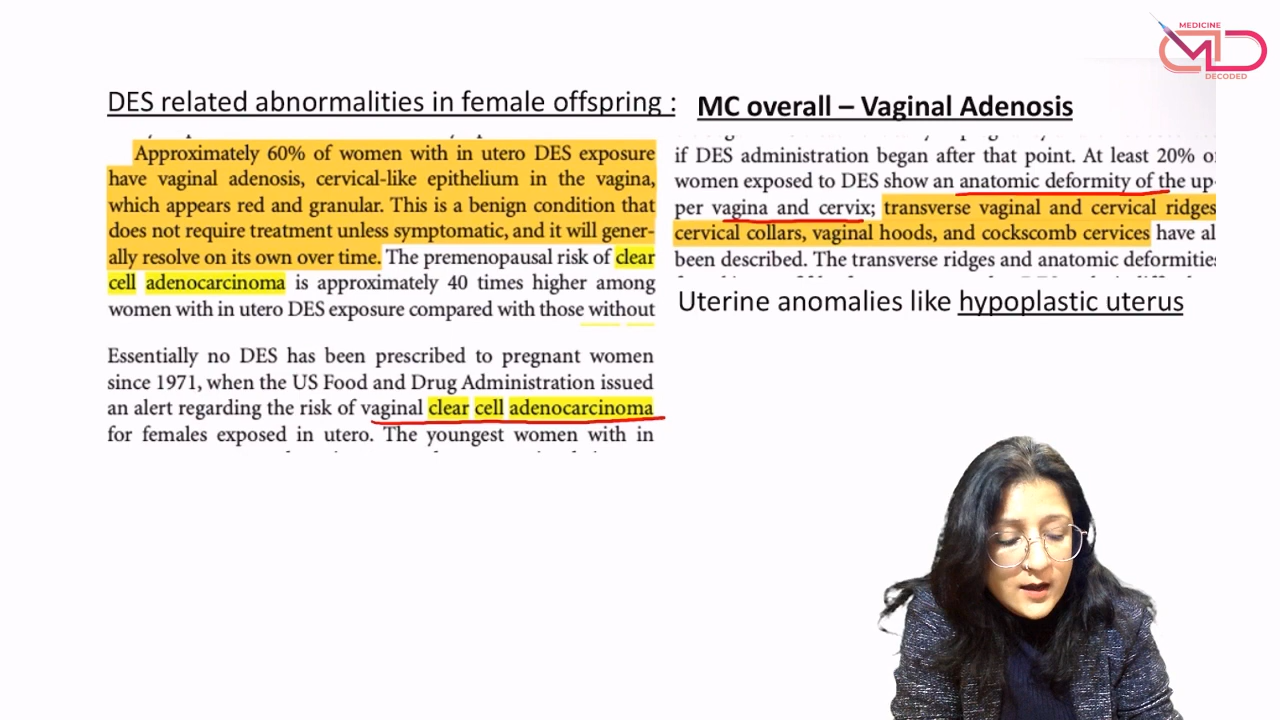 MEDICINE
MD
DECODED
DES related abnormalities in female offspring :
MC overall – Vaginal Adenosis
Approximately 60% of women with in utero DES exposure
have vaginal adenosis, cervical-like epithelium in the vagina,
which appears red and granular. This is a benign condition that
does not require treatment unless symptomatic, and it will gener-
ally resolve on its own over time. The premenopausal risk of clear
cell adenocarcinoma is approximately 40 times higher among
women with in utero DES exposure compared with those without
Essentially no DES has been prescribed to pregnant women
since 1971, when the US Food and Drug Administration issued
an alert regarding the risk of vaginal clear cell adenocarcinoma
for females exposed in utero. The youngest women with in
if DES administration began after that point. At least 20% o
women exposed to DES show an anatomic deformity of the up-
per vagina and cervix; transverse vaginal and cervical ridges
cervical collars, vaginal hoods, and cockscomb cervices have al
been described. The transverse ridges and anatomic deformities
Uterine anomalies like hypoplastic uterus